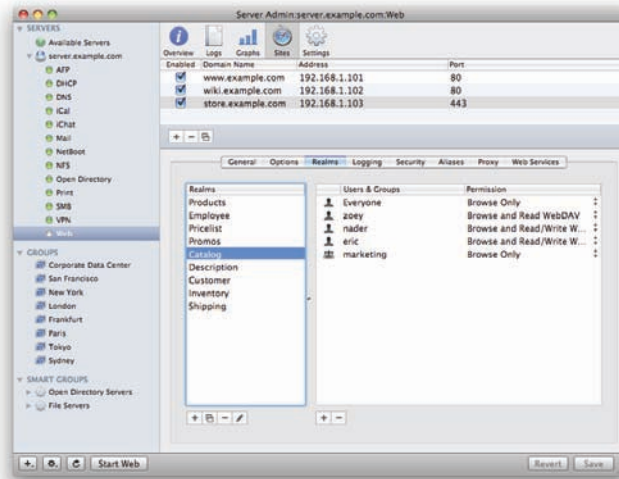 Server Admin:server.example.com:Web
SERVERS
Available Servers
server.example.com
AFP
DHCP
DNS
iCal
iChat
Mail
NetBoot
NFS
Open Directory
Print
SMB
VPN
Web
GROUPS
Corporate Data Center
San Francisco
New York
London
Frankfurt
Paris
Tokyo
Sydney
SMART GROUPS
Open Directory Servers
File Servers
Start Web
Overview Logs Graphs Sites Settings
Enabled Domain Name Address Port
www.example.com 192.168.1.101 80
wiki.example.com 192.168.1.102 80
store.example.com 192.168.1.103 443
General Options Realms Logging Security Aliases Proxy Web Services
Realms
Products
Employee
Pricelist
Promos
Catalog
Description
Customer
Inventory
Shipping
Users & Groups Permission
Everyone Browse Only
zoey Browse and Read WebDAV
nader Browse and Read/Write W...
eric Browse and Read/Write W...
marketing Browse Only
Revert Save